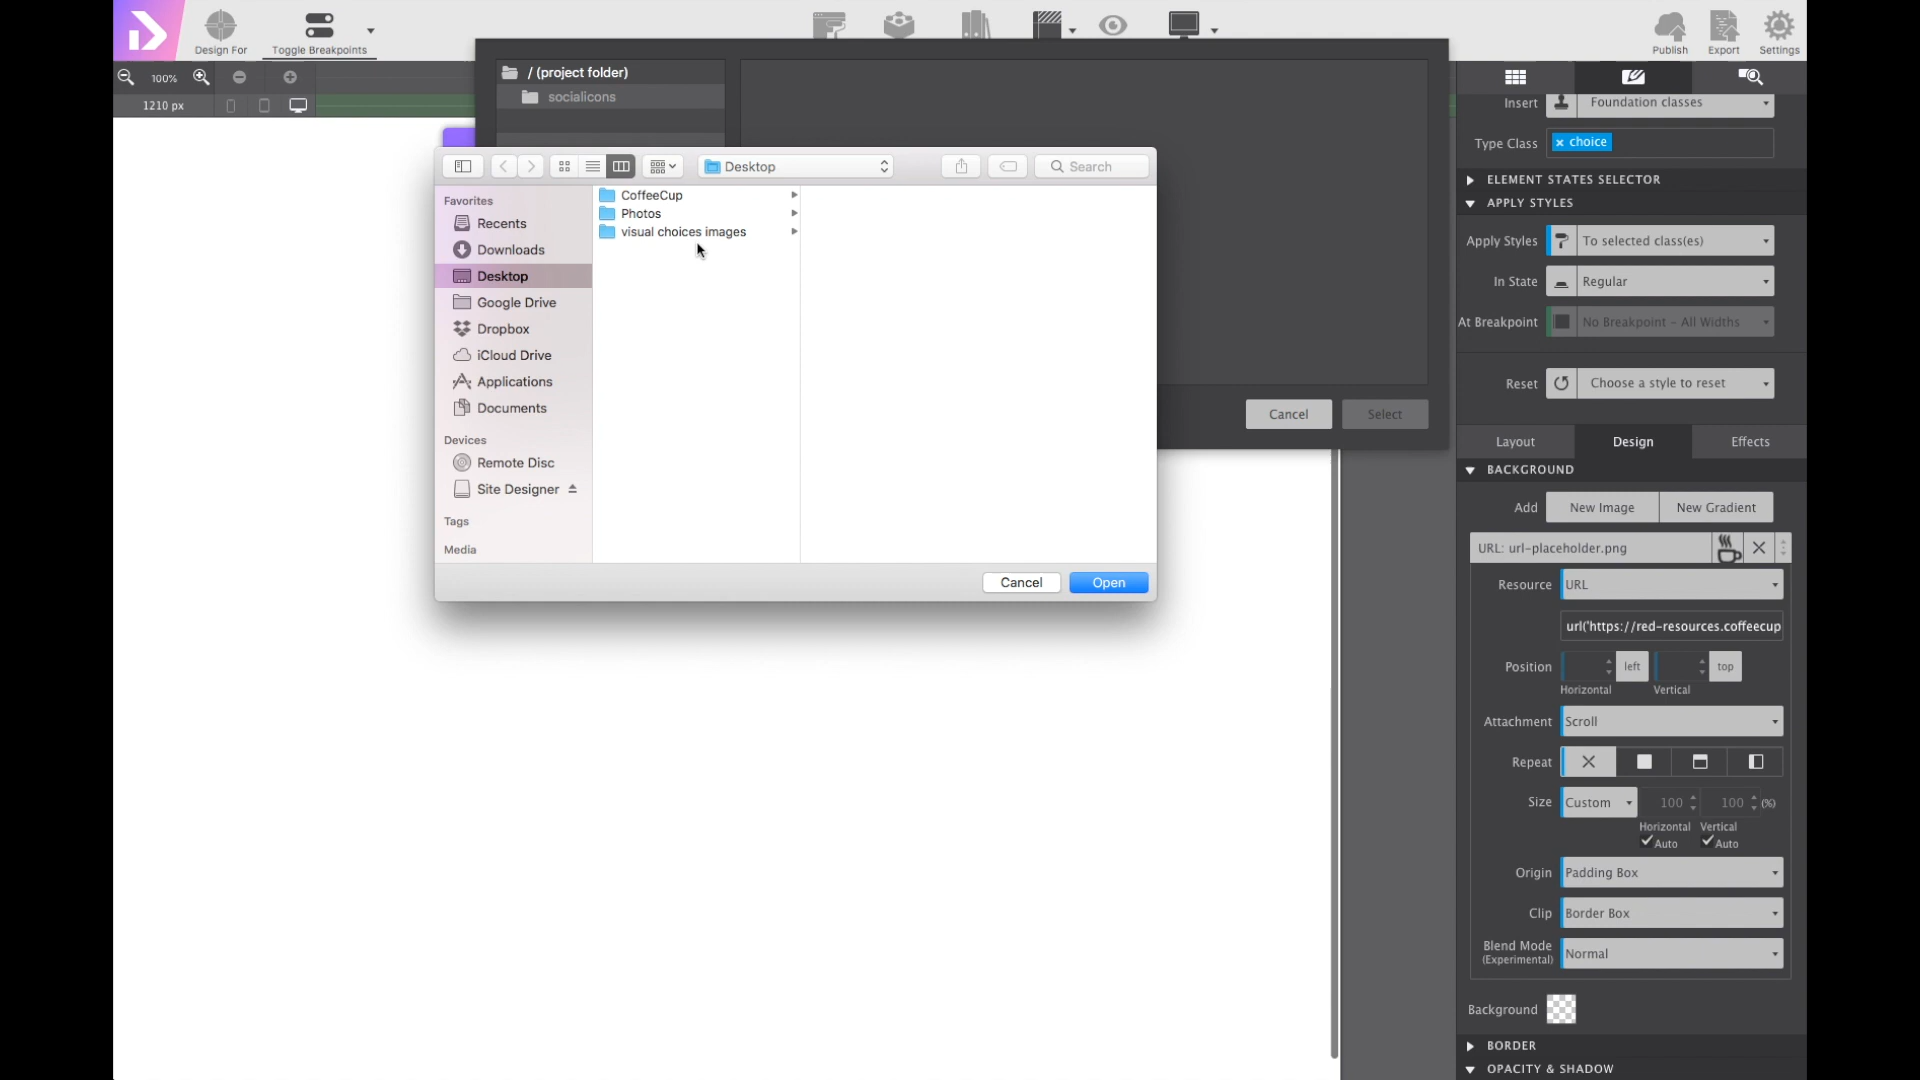 Design For
Toggle Breakpoints
Publish
Export
Settings
100%
1210 px
/ (project folder)
socialicons
Cancel
Select
Desktop
Search
Favorites
Recents
Downloads
Desktop
Google Drive
Dropbox
iCloud Drive
Applications
Documents
Devices
Remote Disc
Site Designer
Tags
Media
CoffeeCup
Photos
visual choices images
Cancel
Open
Insert
Foundation classes
Type Class
× choice
ELEMENT STATES SELECTOR
APPLY STYLES
Apply Styles
To selected class(es)
In State
Regular
At Breakpoint
No Breakpoint - All Widths
Reset
Choose a style to reset
Layout
Design
Effects
BACKGROUND
Add
New Image
New Gradient
URL: url-placeholder.png
Resource
URL
url('https://red-resources.coffeecup
Position
left
top
Horizontal
Vertical
Attachment
Scroll
Repeat
Size
Custom
100
100
(%)
Horizontal
Vertical
Auto
Auto
Origin
Padding Box
Clip
Border Box
Blend Mode
(Experimental)
Normal
Background
BORDER
OPACITY & SHADOW